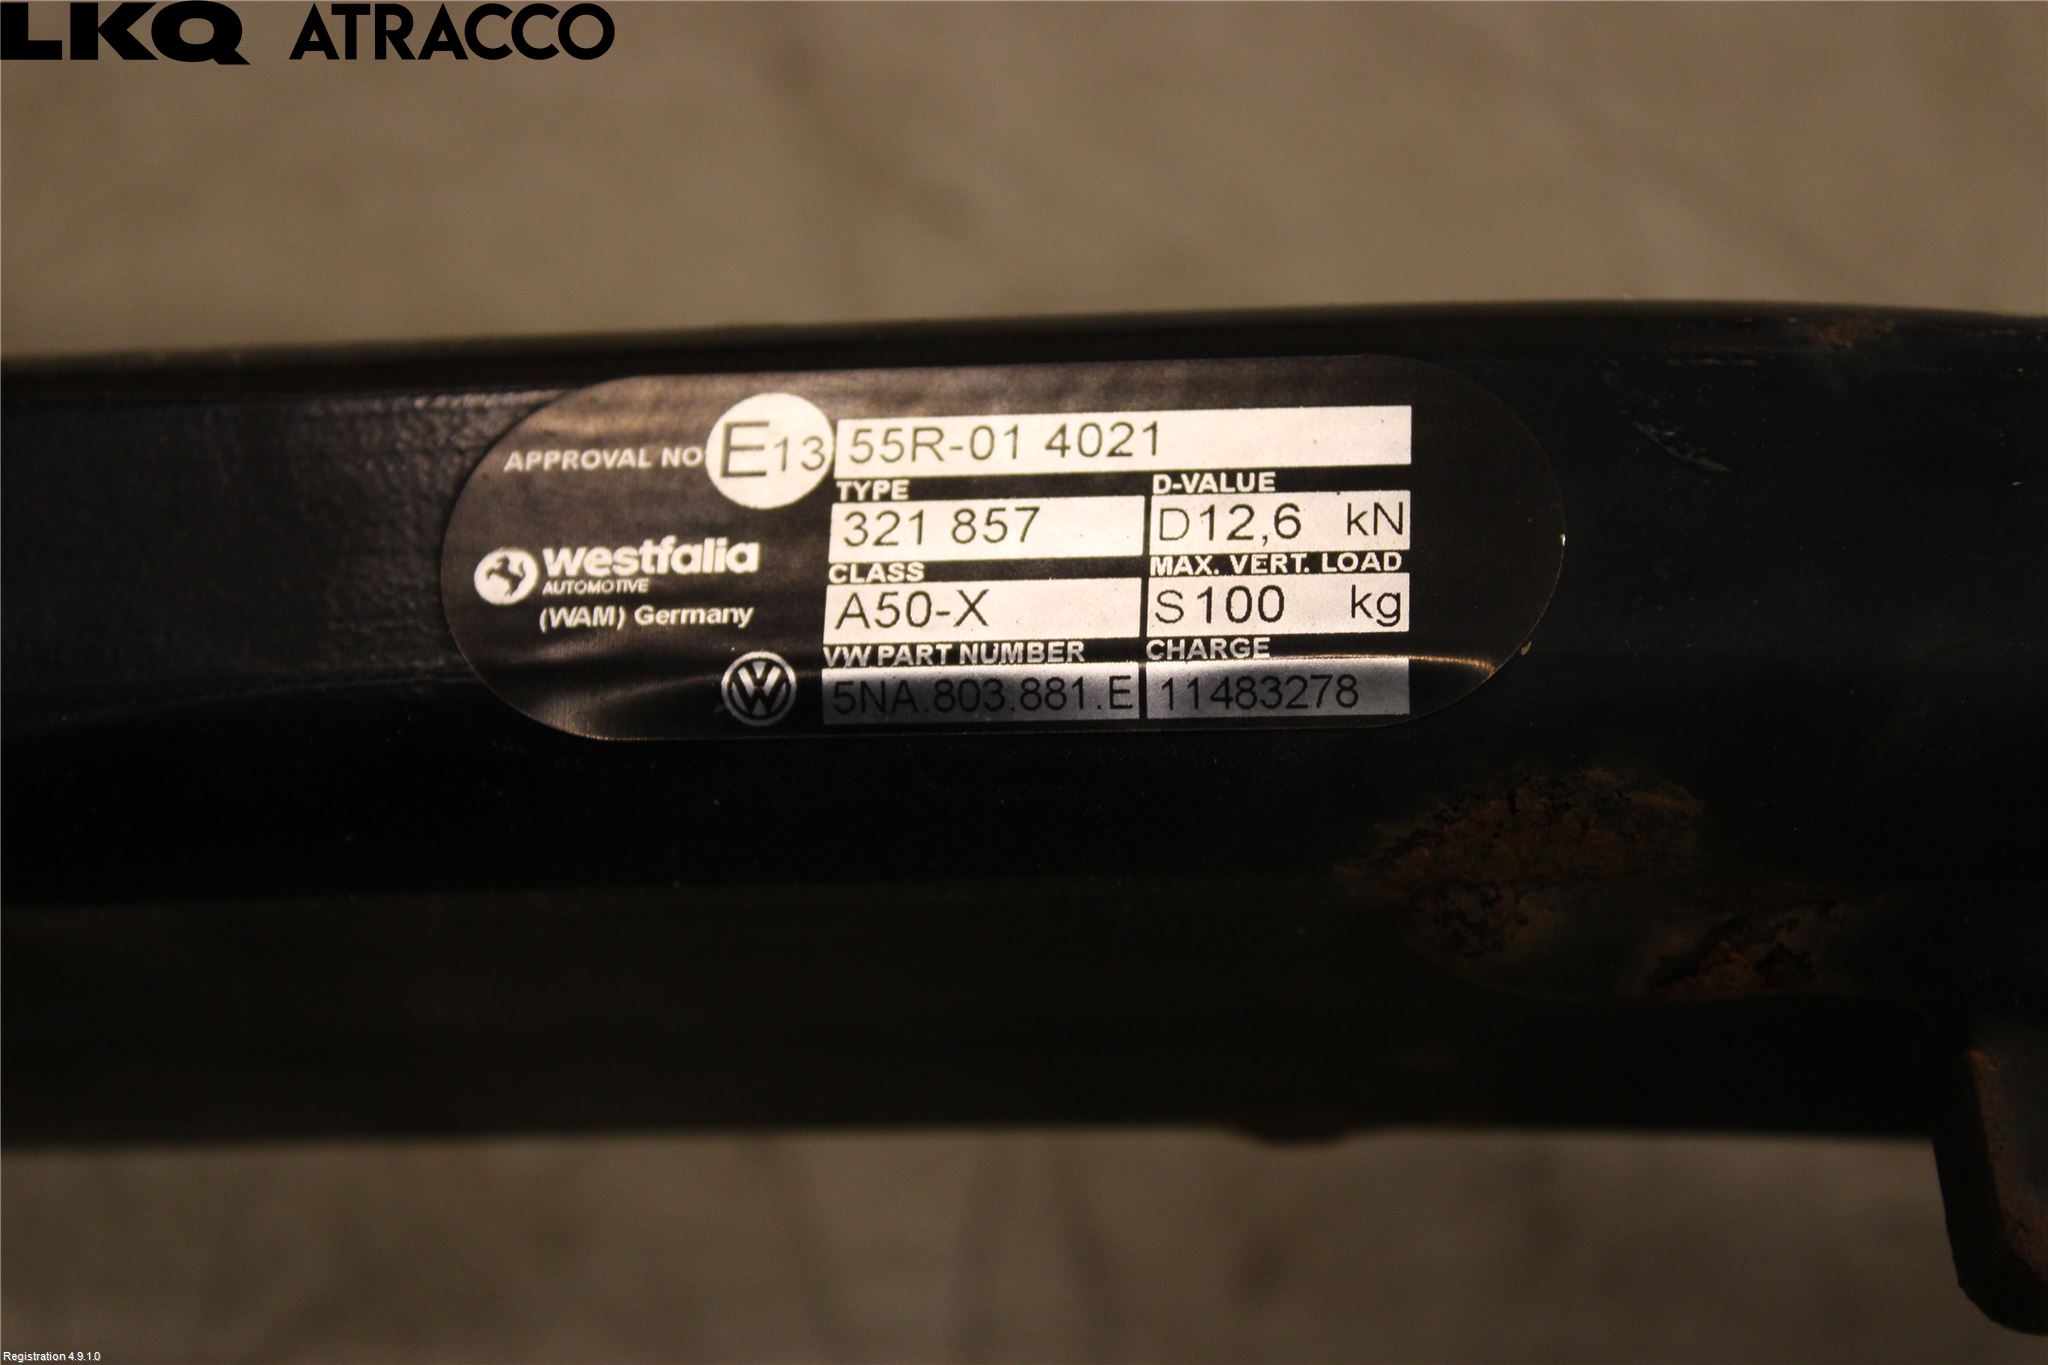 LKQ ATRACCO
APPROVAL NO E13 55R-01 4021
TYPE D-VALUE
321 857 D12,6 kN
westfalia
AUTOMOTIVE
(WAM) Germany
CLASS MAX. VERT. LOAD
A50-X S100 kg
VW PART NUMBER CHARGE
5NA.803.881.E 11483278
Registration 4.9.1.0